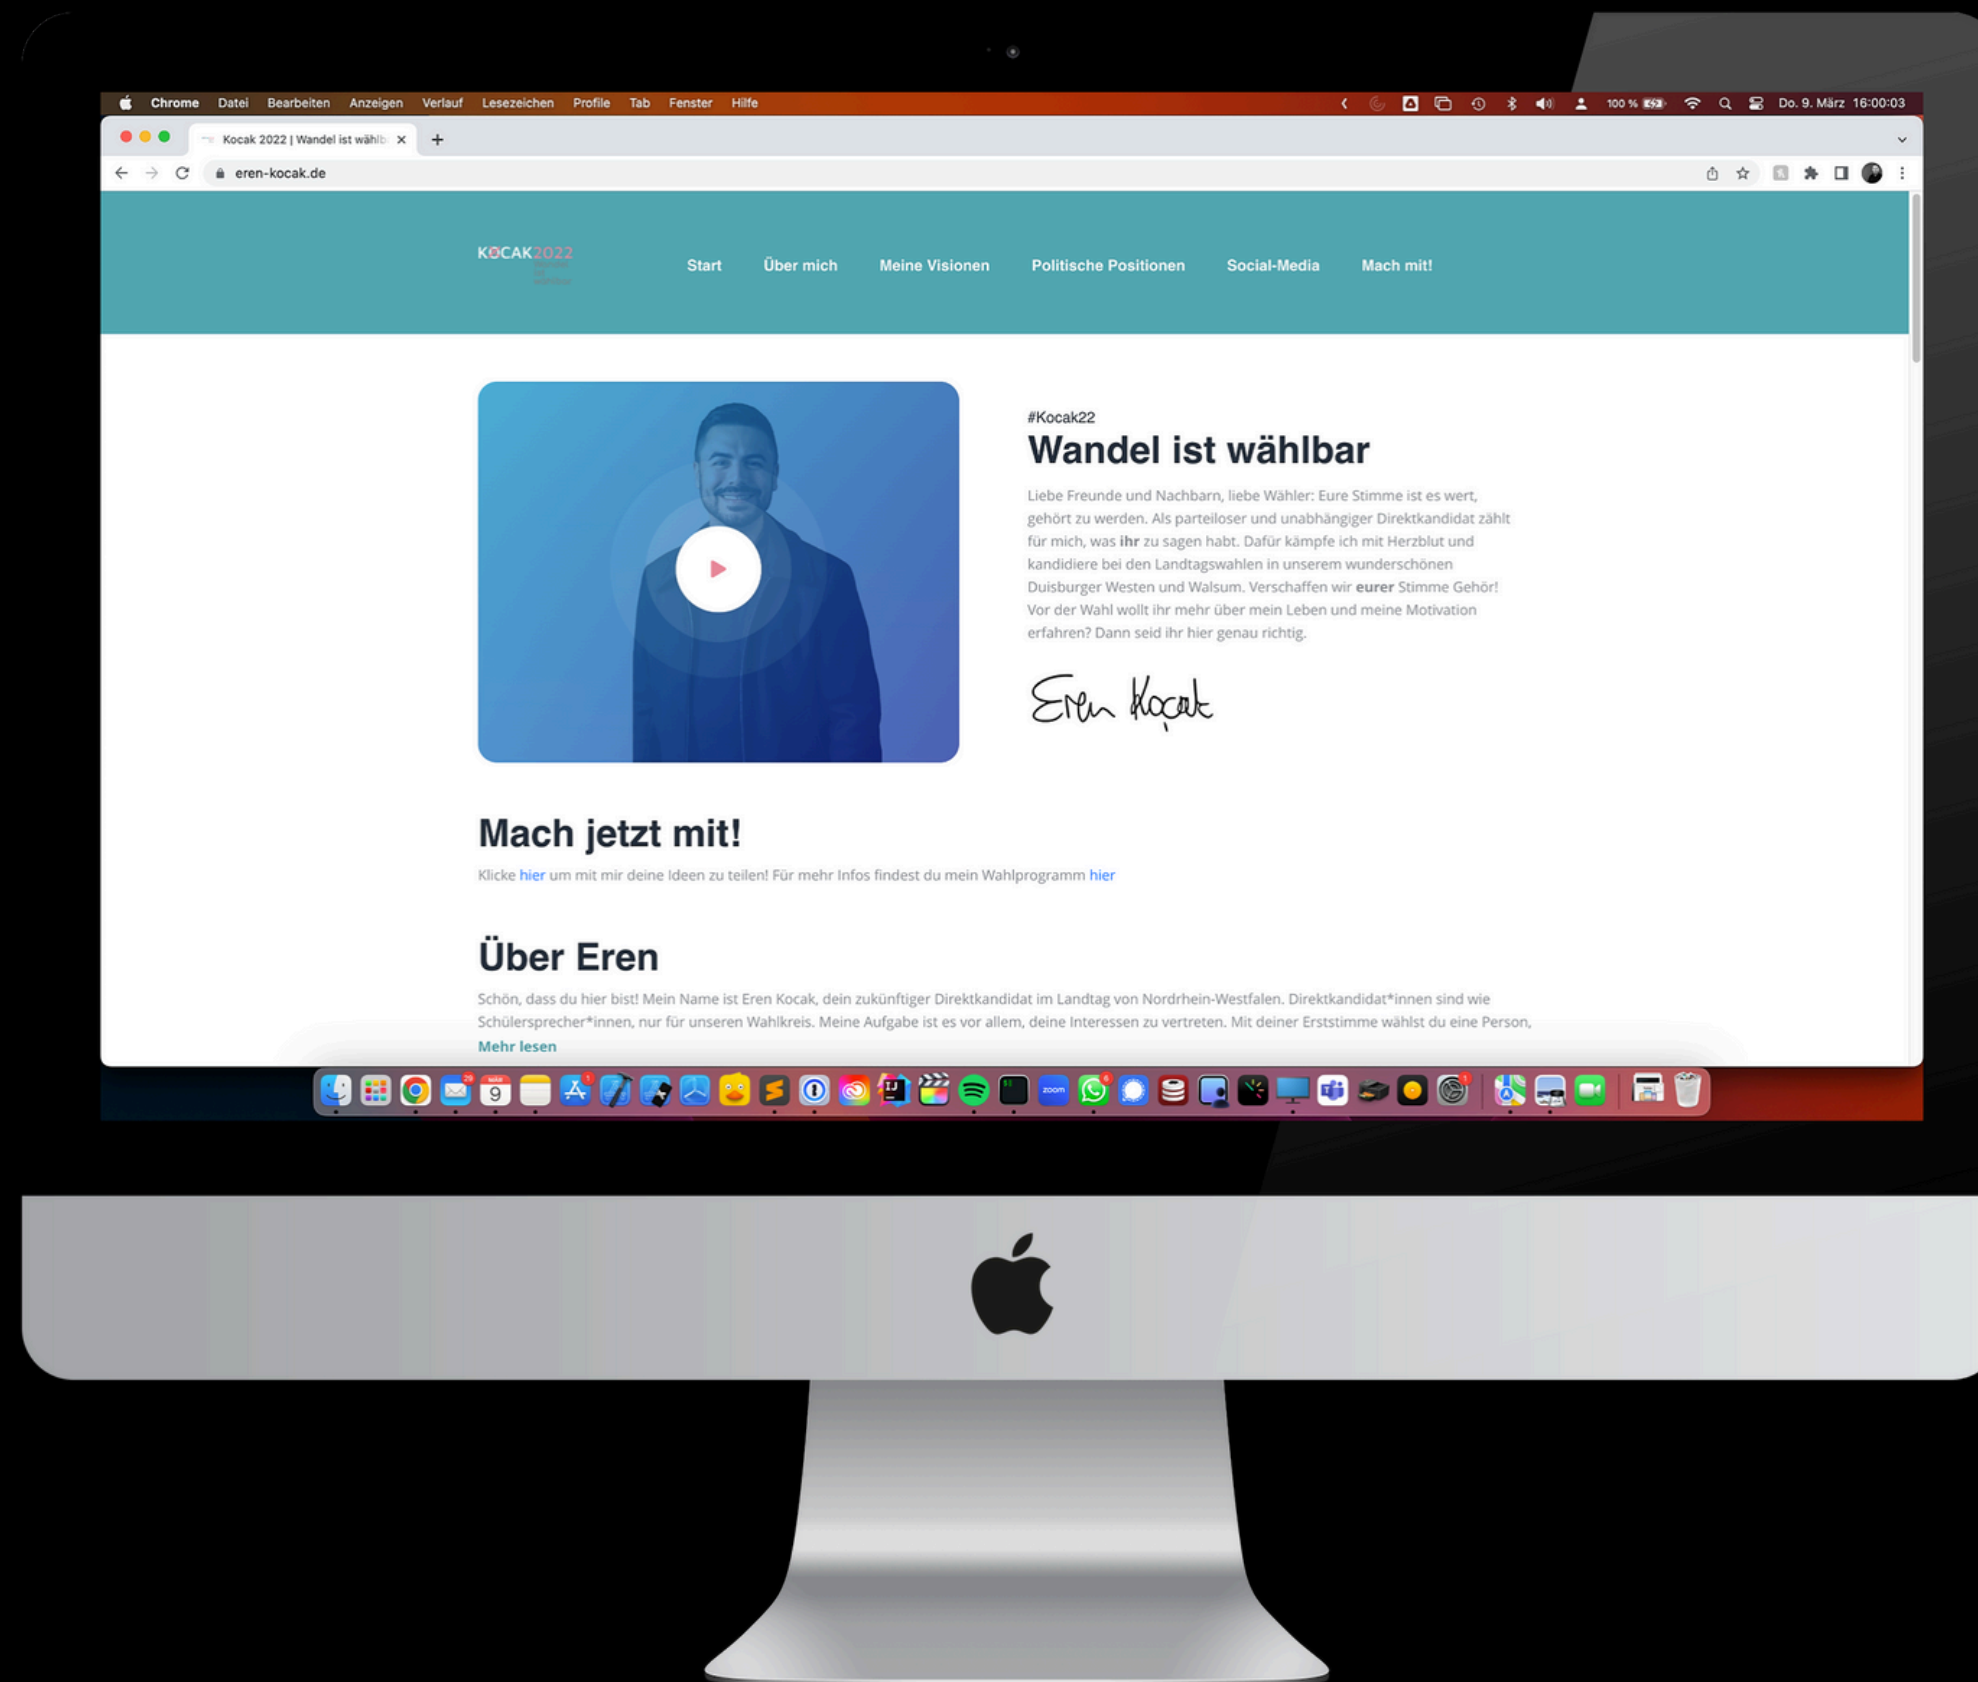 Chrome Datei Bearbeiten Anzeigen Verlauf Lesezeichen Profile Tab Fenster Hilfe 100 % Do. 9. März 16:00:03
Kocak 2022 | Wandel ist wählb
eren-kocak.de
KOCAK2022
Start Über mich Meine Visionen Politische Positionen Social-Media Mach mit!
#Kocak22
Wandel ist wählbar
Liebe Freunde und Nachbarn, liebe Wähler: Eure Stimme ist es wert,
gehört zu werden. Als parteiloser und unabhängiger Direktkandidat zählt
für mich, was ihr zu sagen habt. Dafür kämpfe ich mit Herzblut und
kandidiere bei den Landtagswahlen in unserem wunderschönen
Duisburger Westen und Walsum. Verschaffen wir eurer Stimme Gehör!
Vor der Wahl wollt ihr mehr über mein Leben und meine Motivation
erfahren? Dann seid ihr hier genau richtig.
Eren Koçak
Mach jetzt mit!
Klicke hier um mit mir deine Ideen zu teilen! Für mehr Infos findest du mein Wahlprogramm hier
Über Eren
Schön, dass du hier bist! Mein Name ist Eren Kocak, dein zukünftiger Direktkandidat im Landtag von Nordrhein-Westfalen. Direktkandidat*innen sind wie
Schülersprecher*innen, nur für unseren Wahlkreis. Meine Aufgabe ist es vor allem, deine Interessen zu vertreten. Mit deiner Erststimme wählst du eine Person,
Mehr lesen
29 MÄR 9 1 IJ zoom 6 1